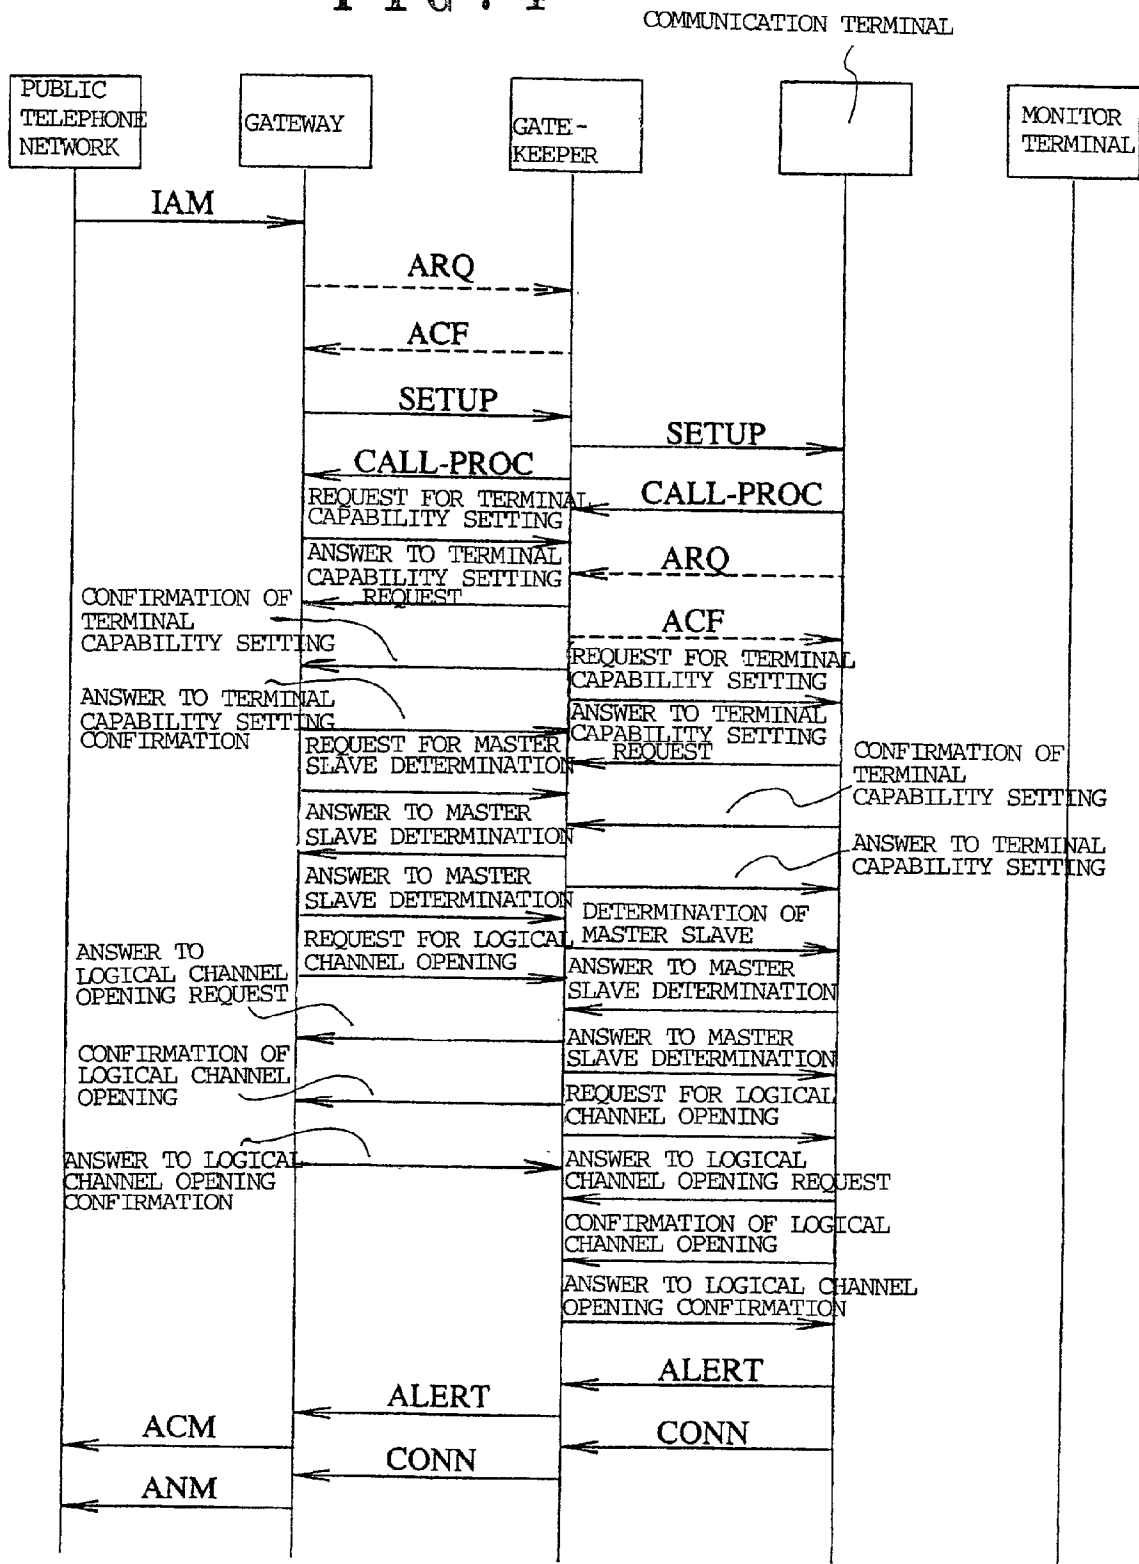 COMMUNICATION TERMINAL
PUBLIC
TELEPHONE
NETWORK
GATEWAY
GATE-
KEEPER
MONITOR
TERMINAL
IAM
ARQ
ACF
SETUP
SETUP
CALL-PROC
CALL-PROC
REQUEST FOR TERMINAL
CAPABILITY SETTING
ANSWER TO TERMINAL
CAPABILITY SETTING
REQUEST
ARQ
CONFIRMATION OF
TERMINAL
CAPABILITY SETTING
ACF
REQUEST FOR TERMINAL
CAPABILITY SETTING
ANSWER TO TERMINAL
CAPABILITY SETTING
CONFIRMATION
ANSWER TO TERMINAL
CAPABILITY SETTING
REQUEST
REQUEST FOR MASTER
SLAVE DETERMINATION
CONFIRMATION OF
TERMINAL
CAPABILITY SETTING
ANSWER TO MASTER
SLAVE DETERMINATION
ANSWER TO TERMINAL
CAPABILITY SETTING
ANSWER TO MASTER
SLAVE DETERMINATION
DETERMINATION OF
MASTER SLAVE
REQUEST FOR LOGICAL
CHANNEL OPENING
ANSWER TO
LOGICAL CHANNEL
OPENING REQUEST
ANSWER TO MASTER
SLAVE DETERMINATION
ANSWER TO MASTER
SLAVE DETERMINATION
CONFIRMATION OF
LOGICAL CHANNEL
OPENING
REQUEST FOR LOGICAL
CHANNEL OPENING
ANSWER TO LOGICAL
CHANNEL OPENING
CONFIRMATION
ANSWER TO LOGICAL
CHANNEL OPENING REQUEST
CONFIRMATION OF LOGICAL
CHANNEL OPENING
ANSWER TO LOGICAL CHANNEL
OPENING CONFIRMATION
ALERT
ALERT
ACM
CONN
CONN
ANM